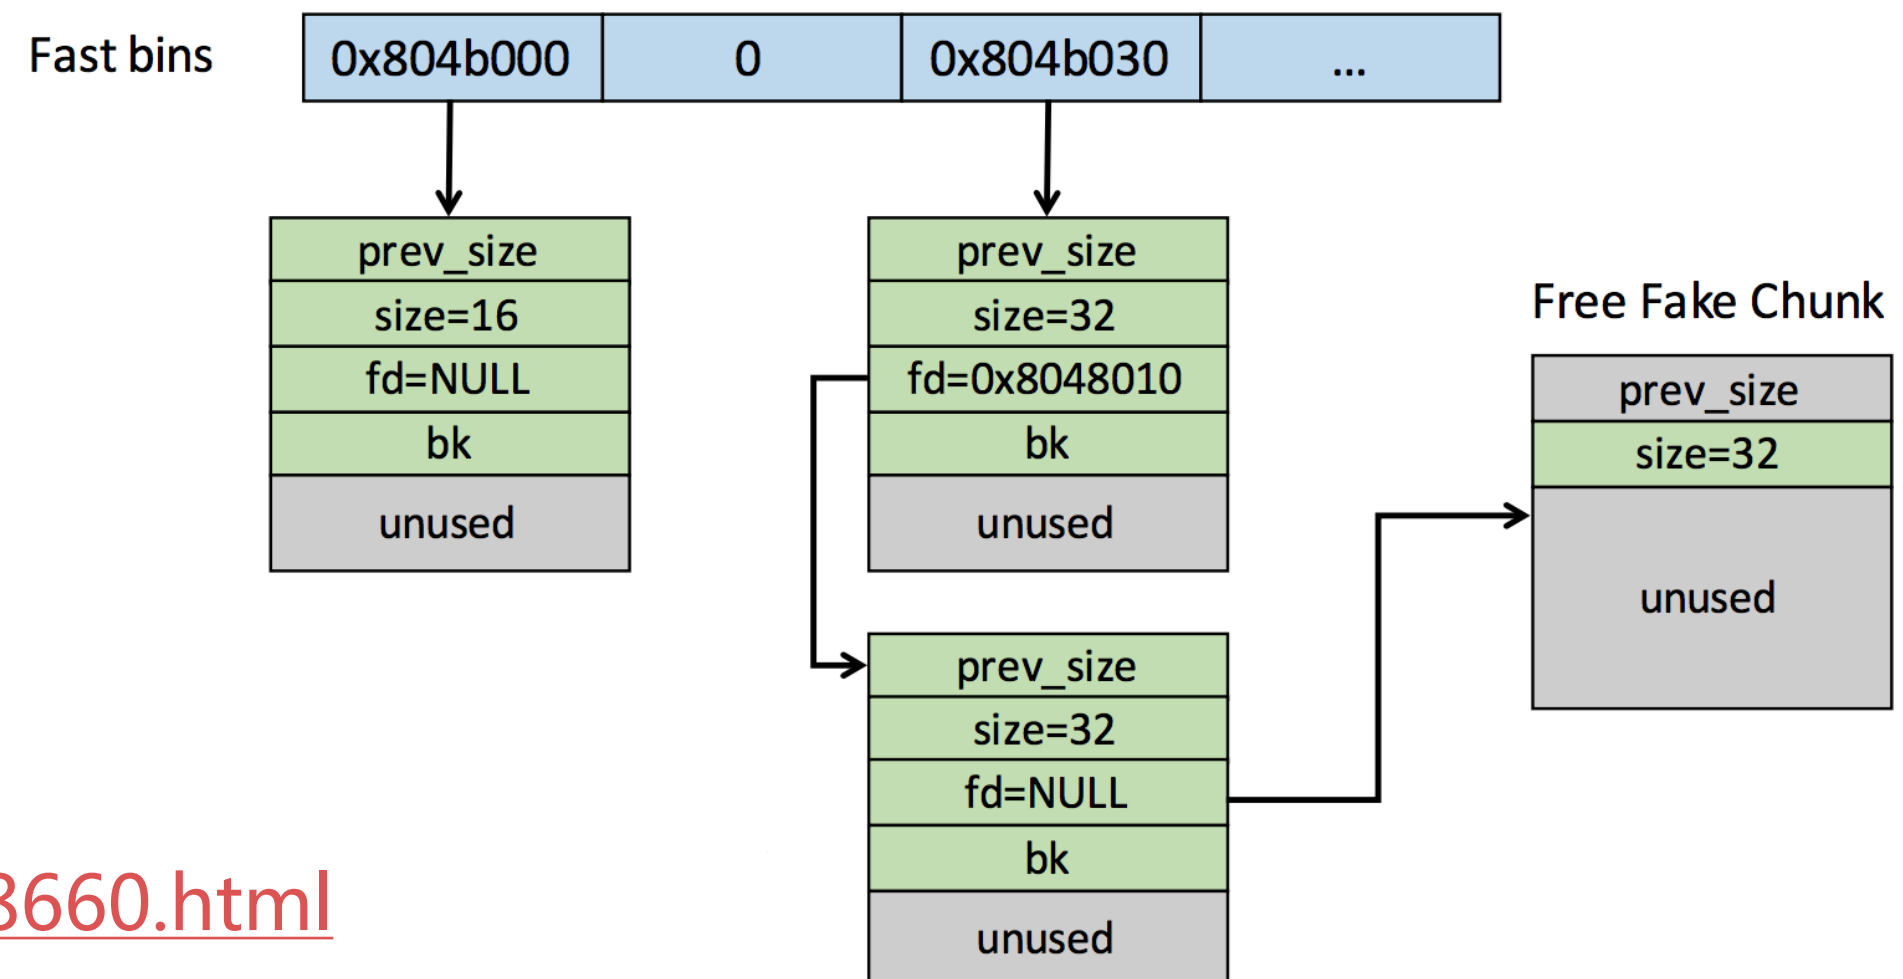 Fast bins
0x804b000
0
0x804b030
...
prev_size
size=16
fd=NULL
bk
unused
prev_size
size=32
fd=0x8048010
bk
unused
Free Fake Chunk
prev_size
size=32
unused
prev_size
size=32
fd=NULL
bk
unused
8660.html